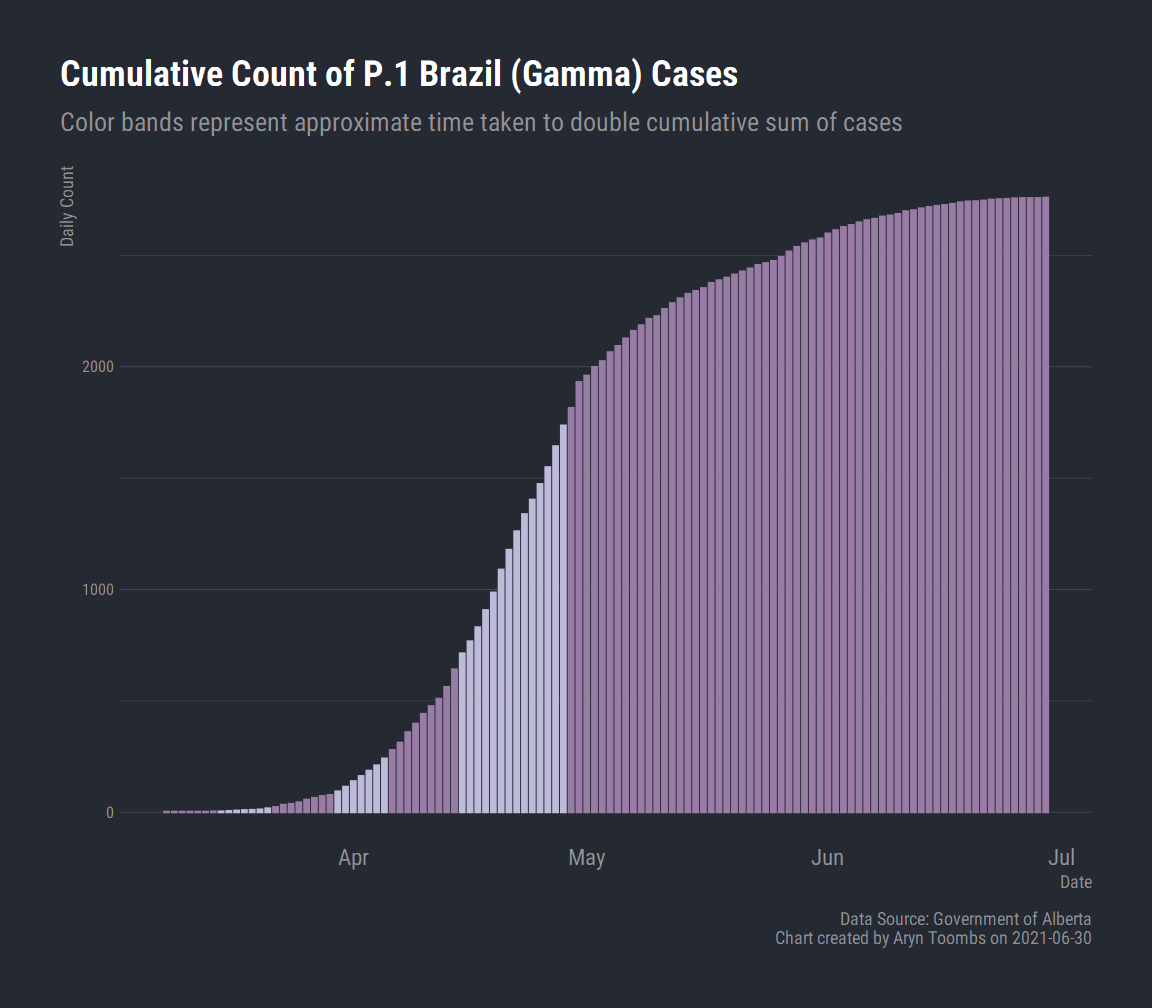 Cumulative Count of P.1 Brazil (Gamma) Cases
Color bands represent approximate time taken to double cumulative sum of cases
Daily Count
2000
1000
0
Apr May Jun Jul
Date
Data Source: Government of Alberta
Chart created by Aryn Toombs on 2021-06-30